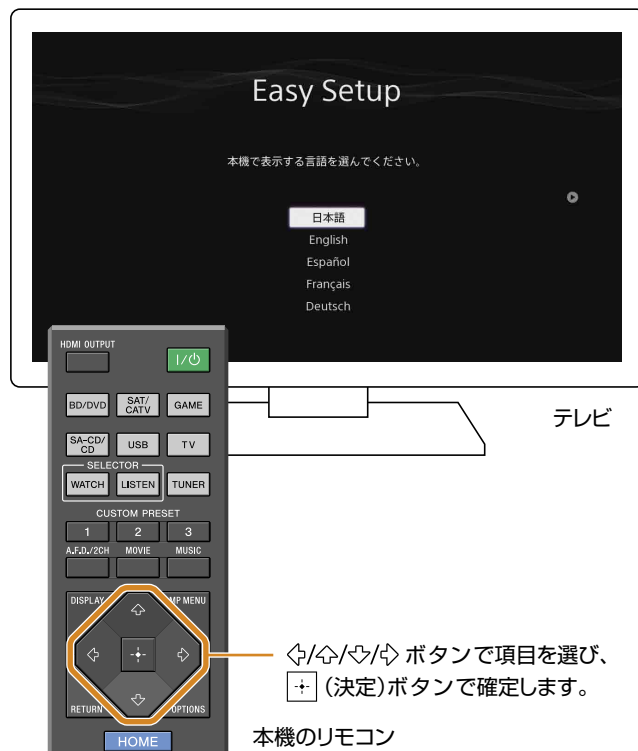 Easy Setup
本機で表示する言語を選んでください。
日本語
English
Español
Français
Deutsch
テレビ
HDMI OUTPUT
I/⏻
BD/DVD
SAT/
CATV
GAME
SA-CD/
CD
USB
TV
SELECTOR
WATCH
LISTEN
TUNER
CUSTOM PRESET
1
2
3
A.F.D./2CH
MOVIE
MUSIC
DISPLAY
MP MENU
RETURN
OPTIONS
HOME
/ / / ボタンで項目を選び、
(決定)ボタンで確定します。
本機のリモコン